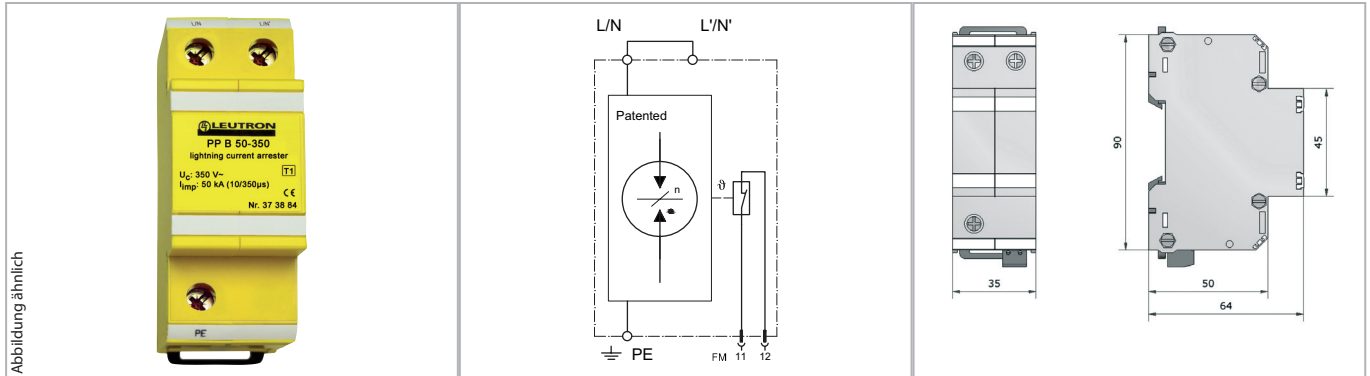 Abbildung ähnlich
L/N L/N'
LEUTRON
PP B 50-350
lightning current arrester
T1
UC: 350 V~
Iimp: 50 kA (10/350µs)
CE
Nr. 37 38 84
PE
L/N L'/N'
Patented
n
ϑ
PE FM 11 12
90
45
35
50
64